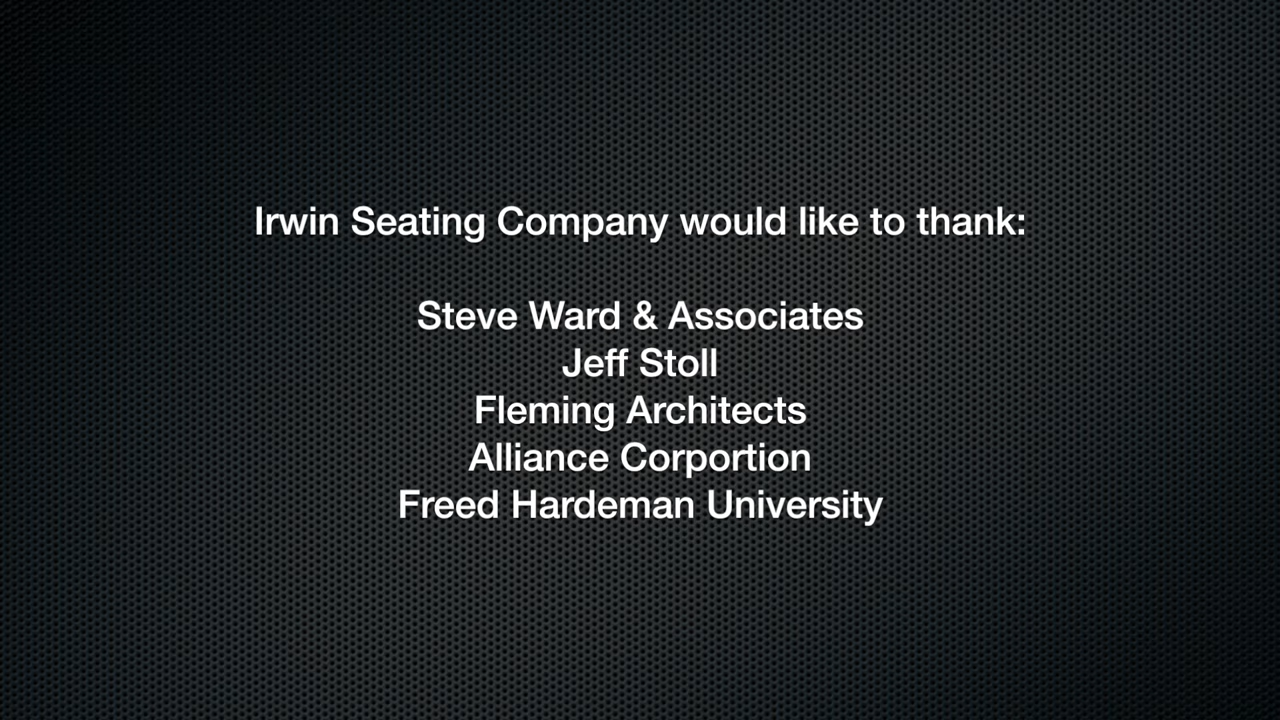 Irwin Seating Company would like to thank:
Steve Ward & Associates
Jeff Stoll
Fleming Architects
Alliance Corportion
Freed Hardeman University